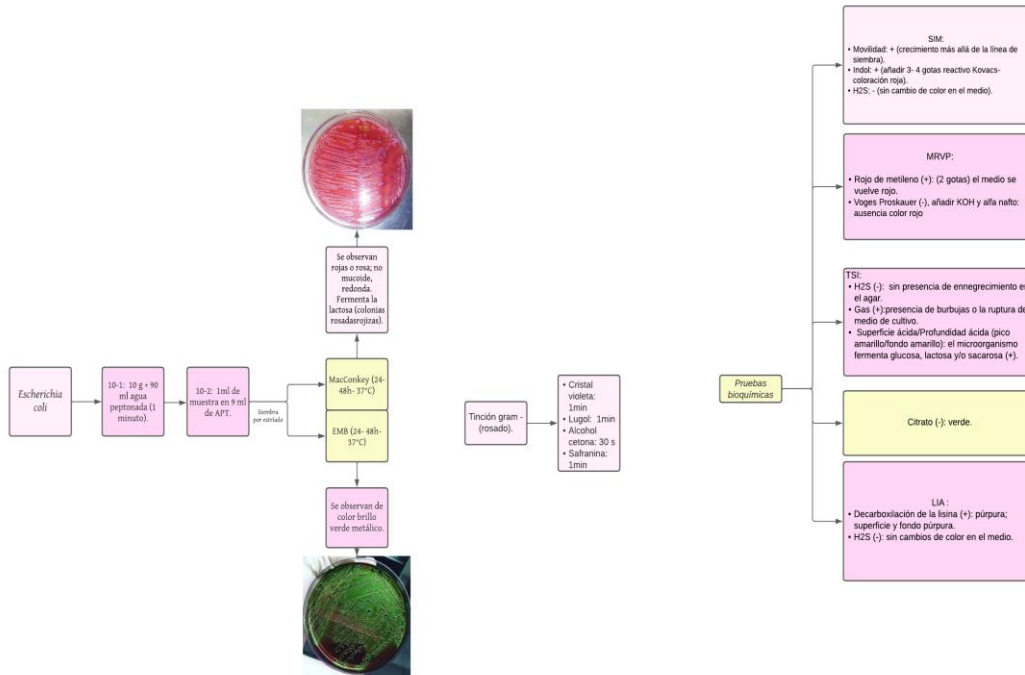 Escherichia
coli
10-1: 10 g + 90
ml agua
peptonada (1
minuto).
10-2: 1ml de
muestra en 9 ml
de APT.
Siembra
por estriado
Se observan
rojas o rosa; no
mucoide,
redonda.
Fermenta la
lactosa (colonias
rosadasrojizas).
MacConkey (24-
48h- 37°C)
EMB (24- 48h-
37°C)
Se observan de
color brillo
verde metálico.
Tinción gram -
(rosado).
• Cristal
violeta:
1min
• Lugol: 1min
• Alcohol
cetona: 30 s
• Safranina:
1min
Pruebas
bioquímicas
SIM:
• Movilidad: + (crecimiento más allá de la línea de
siembra).
• Indol: + (añadir 3- 4 gotas reactivo Kovacs-
coloración roja).
• H2S: - (sin cambio de color en el medio).
MRVP:
• Rojo de metileno (+): (2 gotas) el medio se
vuelve rojo.
• Voges Proskauer (-), añadir KOH y alfa nafto:
ausencia color rojo
TSI:
• H2S (-): sin presencia de ennegrecimiento en
el agar.
• Gas (+):presencia de burbujas o la ruptura de
medio de cultivo.
• Superficie ácida/Profundidad ácida (pico
amarillo/fondo amarillo): el microorganismo
fermenta glucosa, lactosa y/o sacarosa (+).
Citrato (-): verde.
LIA :
• Decarboxilación de la lisina (+): púrpura;
superficie y fondo púrpura.
• H2S (-): sin cambios de color en el medio.